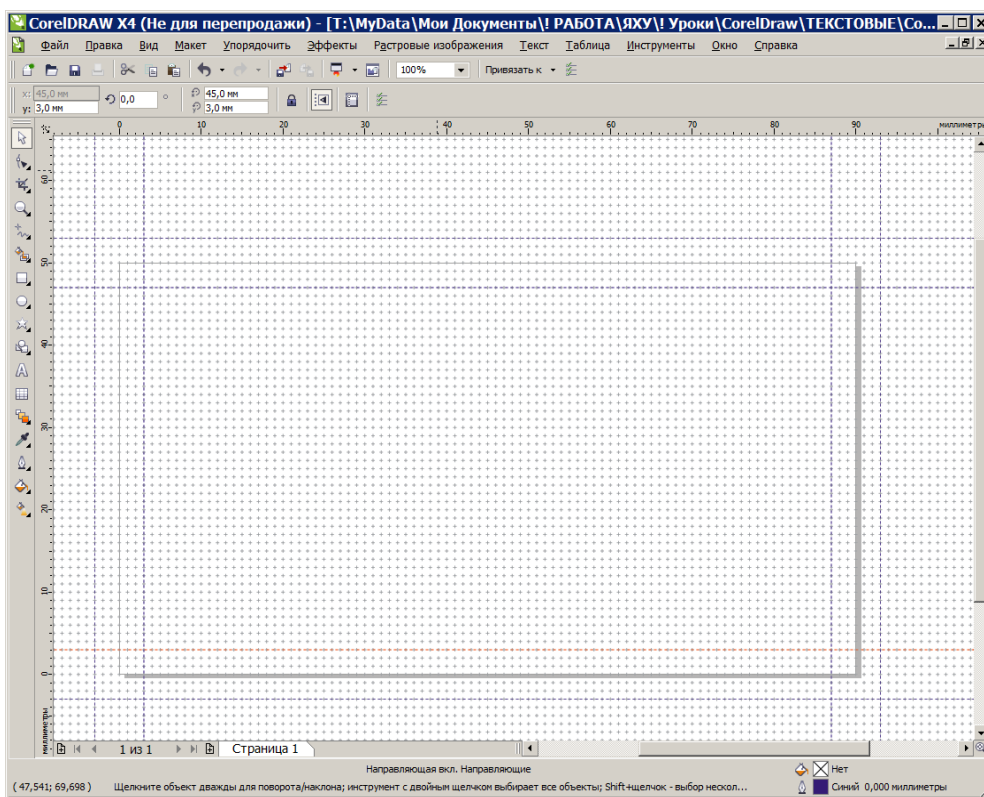 CorelDRAW X4 (Не для перепродажи) - [T:\MyData\Мои Документы\! РАБОТА\ЯХУ\! Уроки\CorelDraw\ТЕКСТОВЫЕ\Co...
Файл Правка Вид Макет Упорядочить Эффекты Растровые изображения Текст Таблица Инструменты Окно Справка
100% Привязать к
x: 45,0 мм 0,0 ° 45,0 мм
y: 3,0 мм 3,0 мм
0 10 20 30 40 50 60 70 80 90 миллиметры
60
50
40
30
20
10
0
миллиметры
1 из 1 Страница 1
Направляющая вкл. Направляющие Нет
( 47,541; 69,698 ) Щелкните объект дважды для поворота/наклона; инструмент с двойным щелчком выбирает все объекты; Shift+щелчок - выбор нескол... Синий 0,000 миллиметры